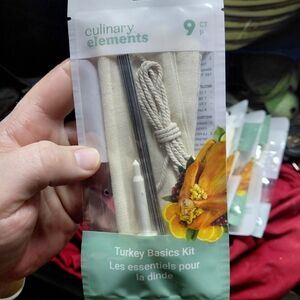 culinary
elements
9 CT
P
Turkey Basics Kit
Les essentiels pour
la dinde